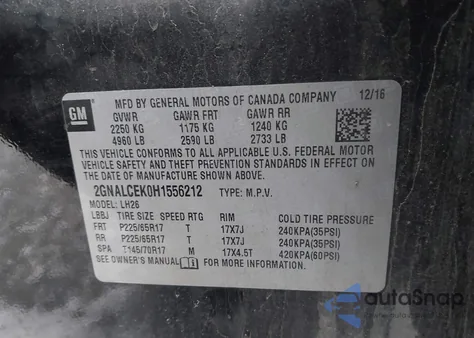 GM
MFD BY GENERAL MOTORS OF CANADA COMPANY 12/16
GVWR GAWR FRT GAWR RR
2250 KG 1175 KG 1240 KG
4960 LB 2590 LB 2733 LB
THIS VEHICLE CONFORMS TO ALL APPLICABLE U.S. FEDERAL MOTOR
VEHICLE SAFETY AND THEFT PREVENTION STANDARDS IN EFFECT ON
THE DATE OF MANUFACTURE SHOWN ABOVE.
2GNALCEK0H1556212 TYPE: M.P.V.
MODEL: LH26
LBBJ TIRE SIZE SPEED RTG RIM COLD TIRE PRESSURE
FRT P225/65R17 T 17X7J 240KPA(35PSI)
RR P225/65R17 T 17X7J 240KPA(35PSI)
SPA T145/70R17 M 17X4.5T 420KPA(60PSI)
SEE OWNER'S MANUAL FOR MORE INFORMATION.
autoSnap